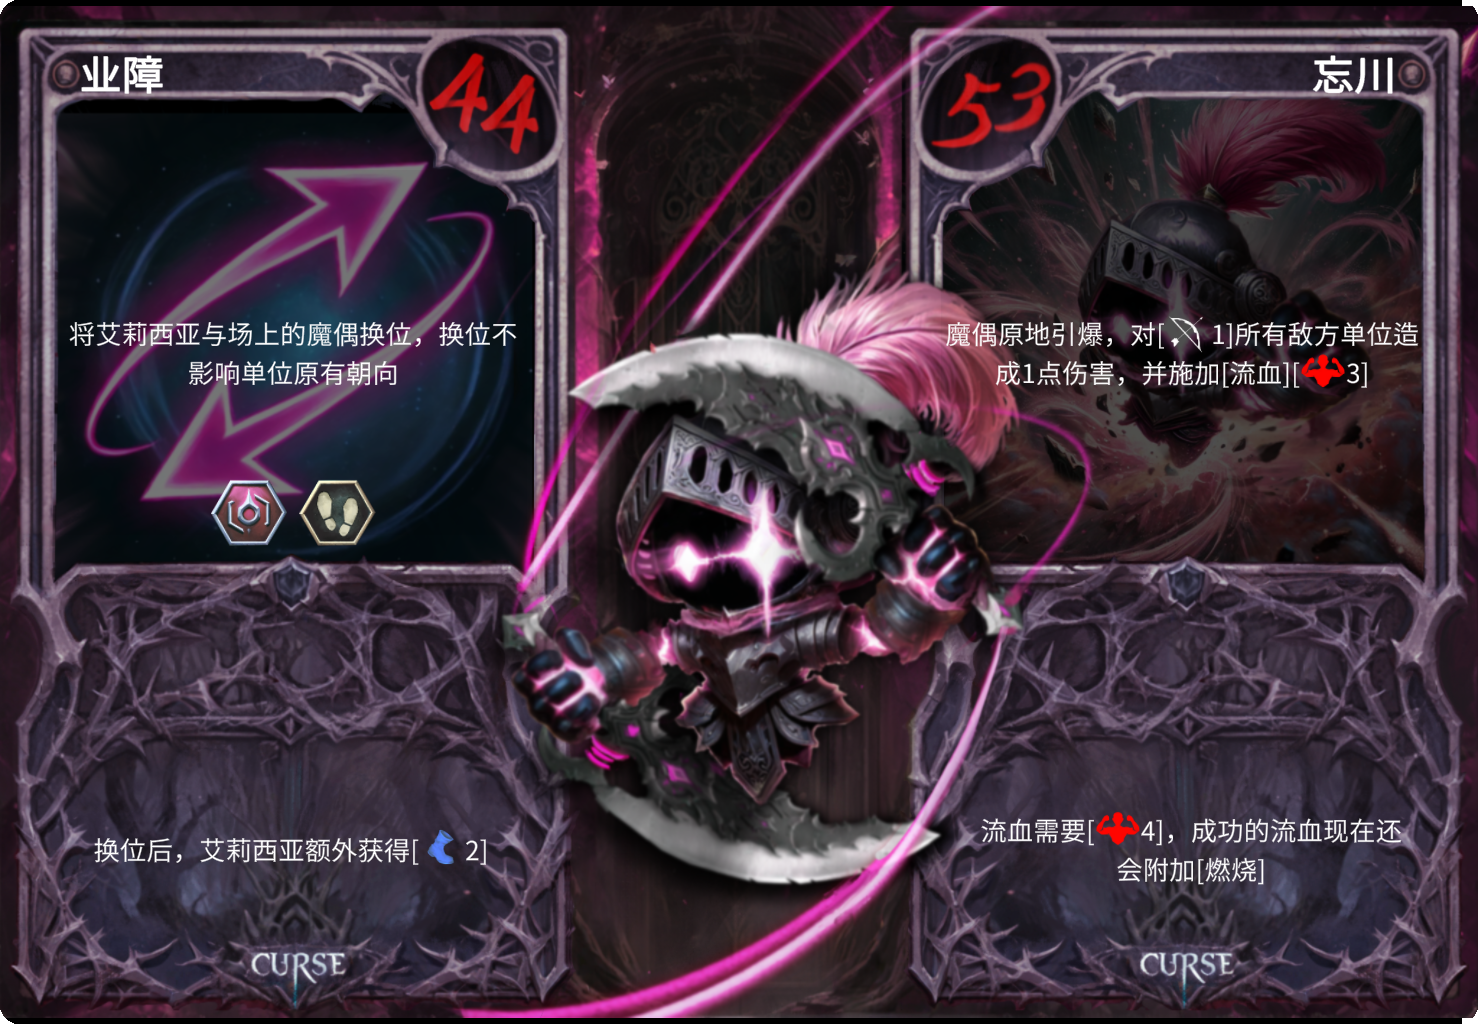 业障
44
将艾莉西亚与场上的魔偶换位，换位不
影响单位原有朝向
换位后，艾莉西亚额外获得[ 2]
CURSE
53
忘川
魔偶原地引爆，对[ 1]所有敌方单位造
成1点伤害，并施加[流血][3]
流血需要[4]，成功的流血现在还
会附加[燃烧]
CURSE